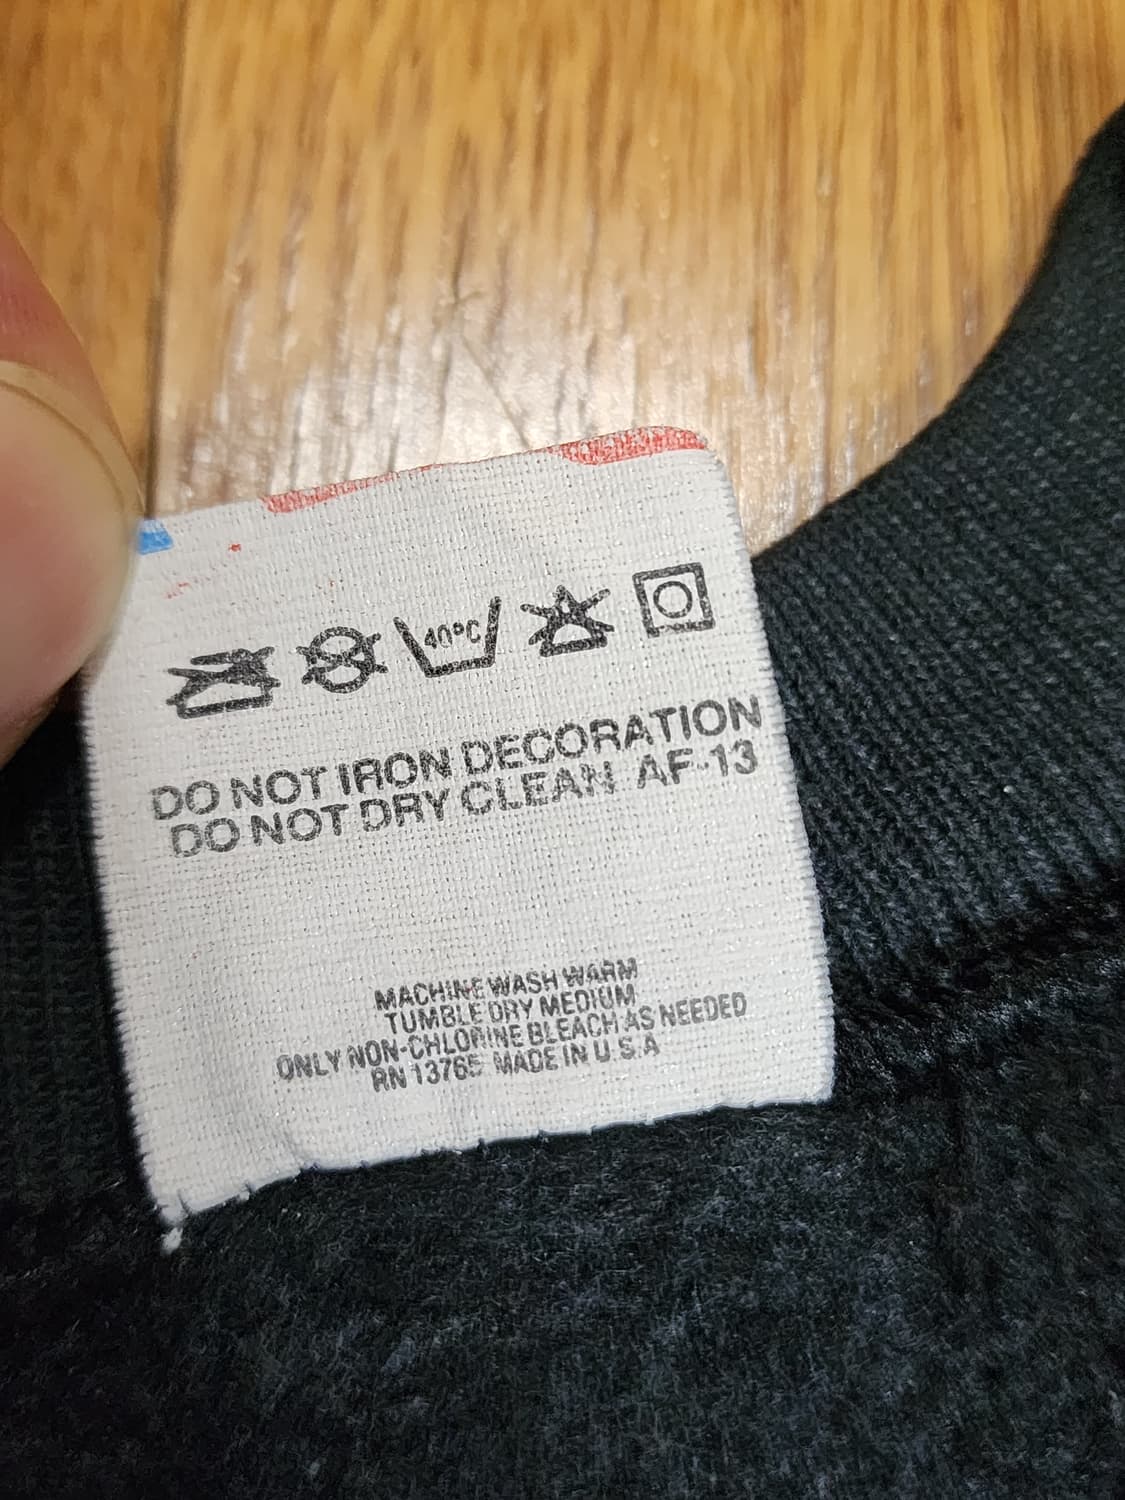 40°C
DO NOT IRON DECORATION
DO NOT DRY CLEAN AF-13
MACHINE WASH WARM
TUMBLE DRY MEDIUM
ONLY NON-CHLORINE BLEACH AS NEEDED
RN 13765 MADE IN U.S.A